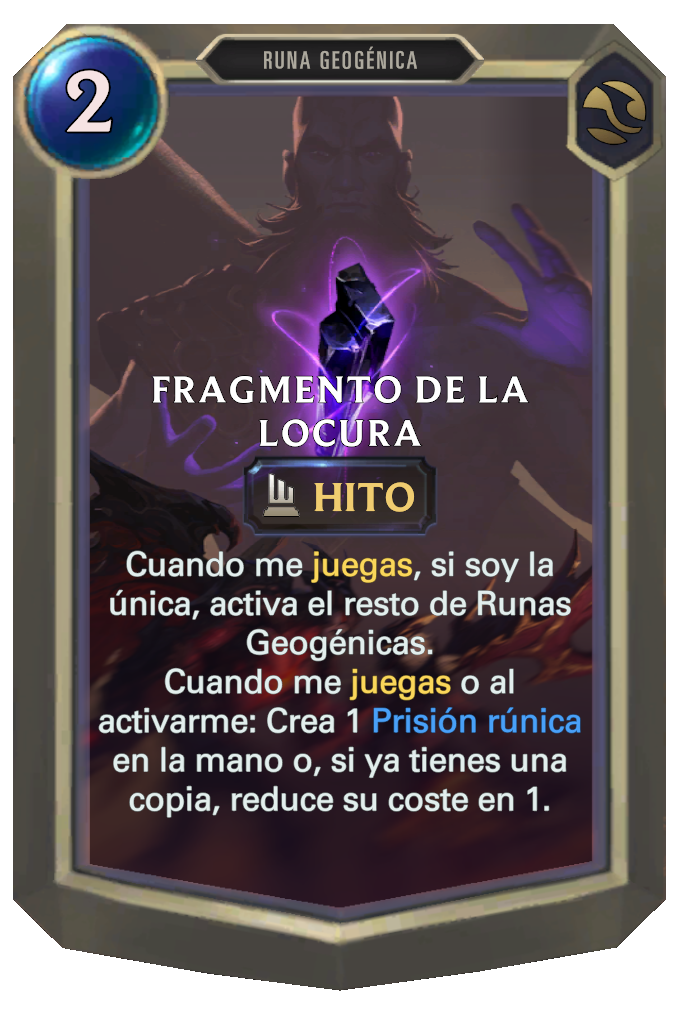 RUNA GEOGÉNICA
2
FRAGMENTO DE LA
LOCURA
HITO
Cuando me juegas, si soy la
única, activa el resto de Runas
Geogénicas.
Cuando me juegas o al
activarme: Crea 1 Prisión rúnica
en la mano o, si ya tienes una
copia, reduce su coste en 1.